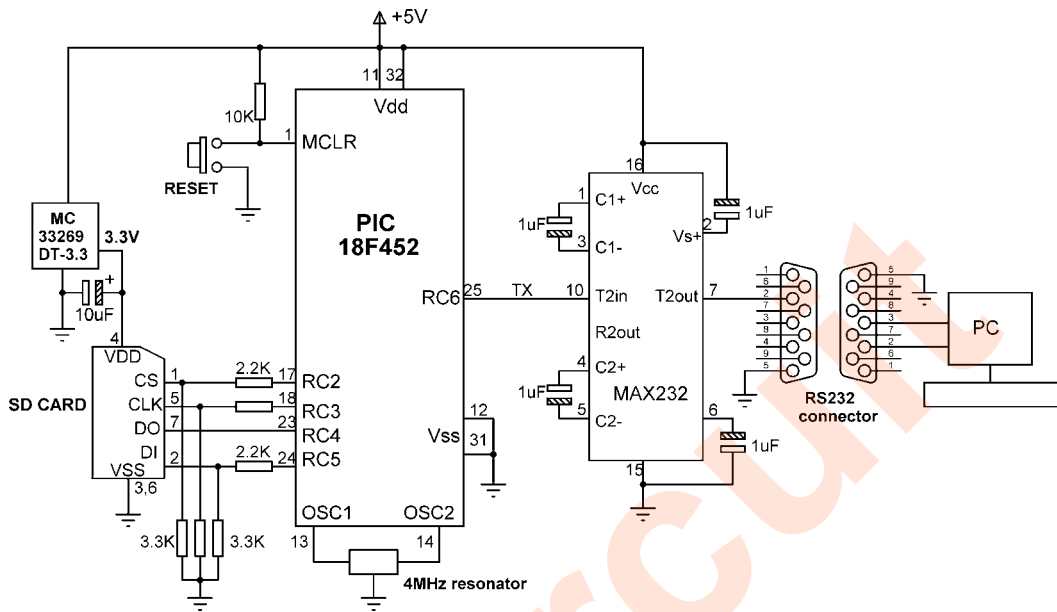 +5V
11 32
Vdd
10K
1 MCLR
RESET
16
Vcc
MC
33269
DT-3.3
3.3V
PIC
18F452
1 C1+
1uF
3 C1-
2
Vs+
1uF
10uF
RC6 25 TX 10 T2in
T2out 7
R2out
4 C2+
1uF
5 C2-
MAX232
6
1uF
15
1
6
2
7
3
8
4
9
5
5
9
4
8
3
7
2
6
1
PC
RS232
connector
4
VDD
SD CARD
CS 1 2.2K 17 RC2
CLK 5 18 RC3
DO 7 23 RC4
DI 2 2.2K 24 RC5
VSS
3,6
12
Vss
31
OSC1 OSC2
13 14
3.3K 3.3K
4MHz resonator
rcuit